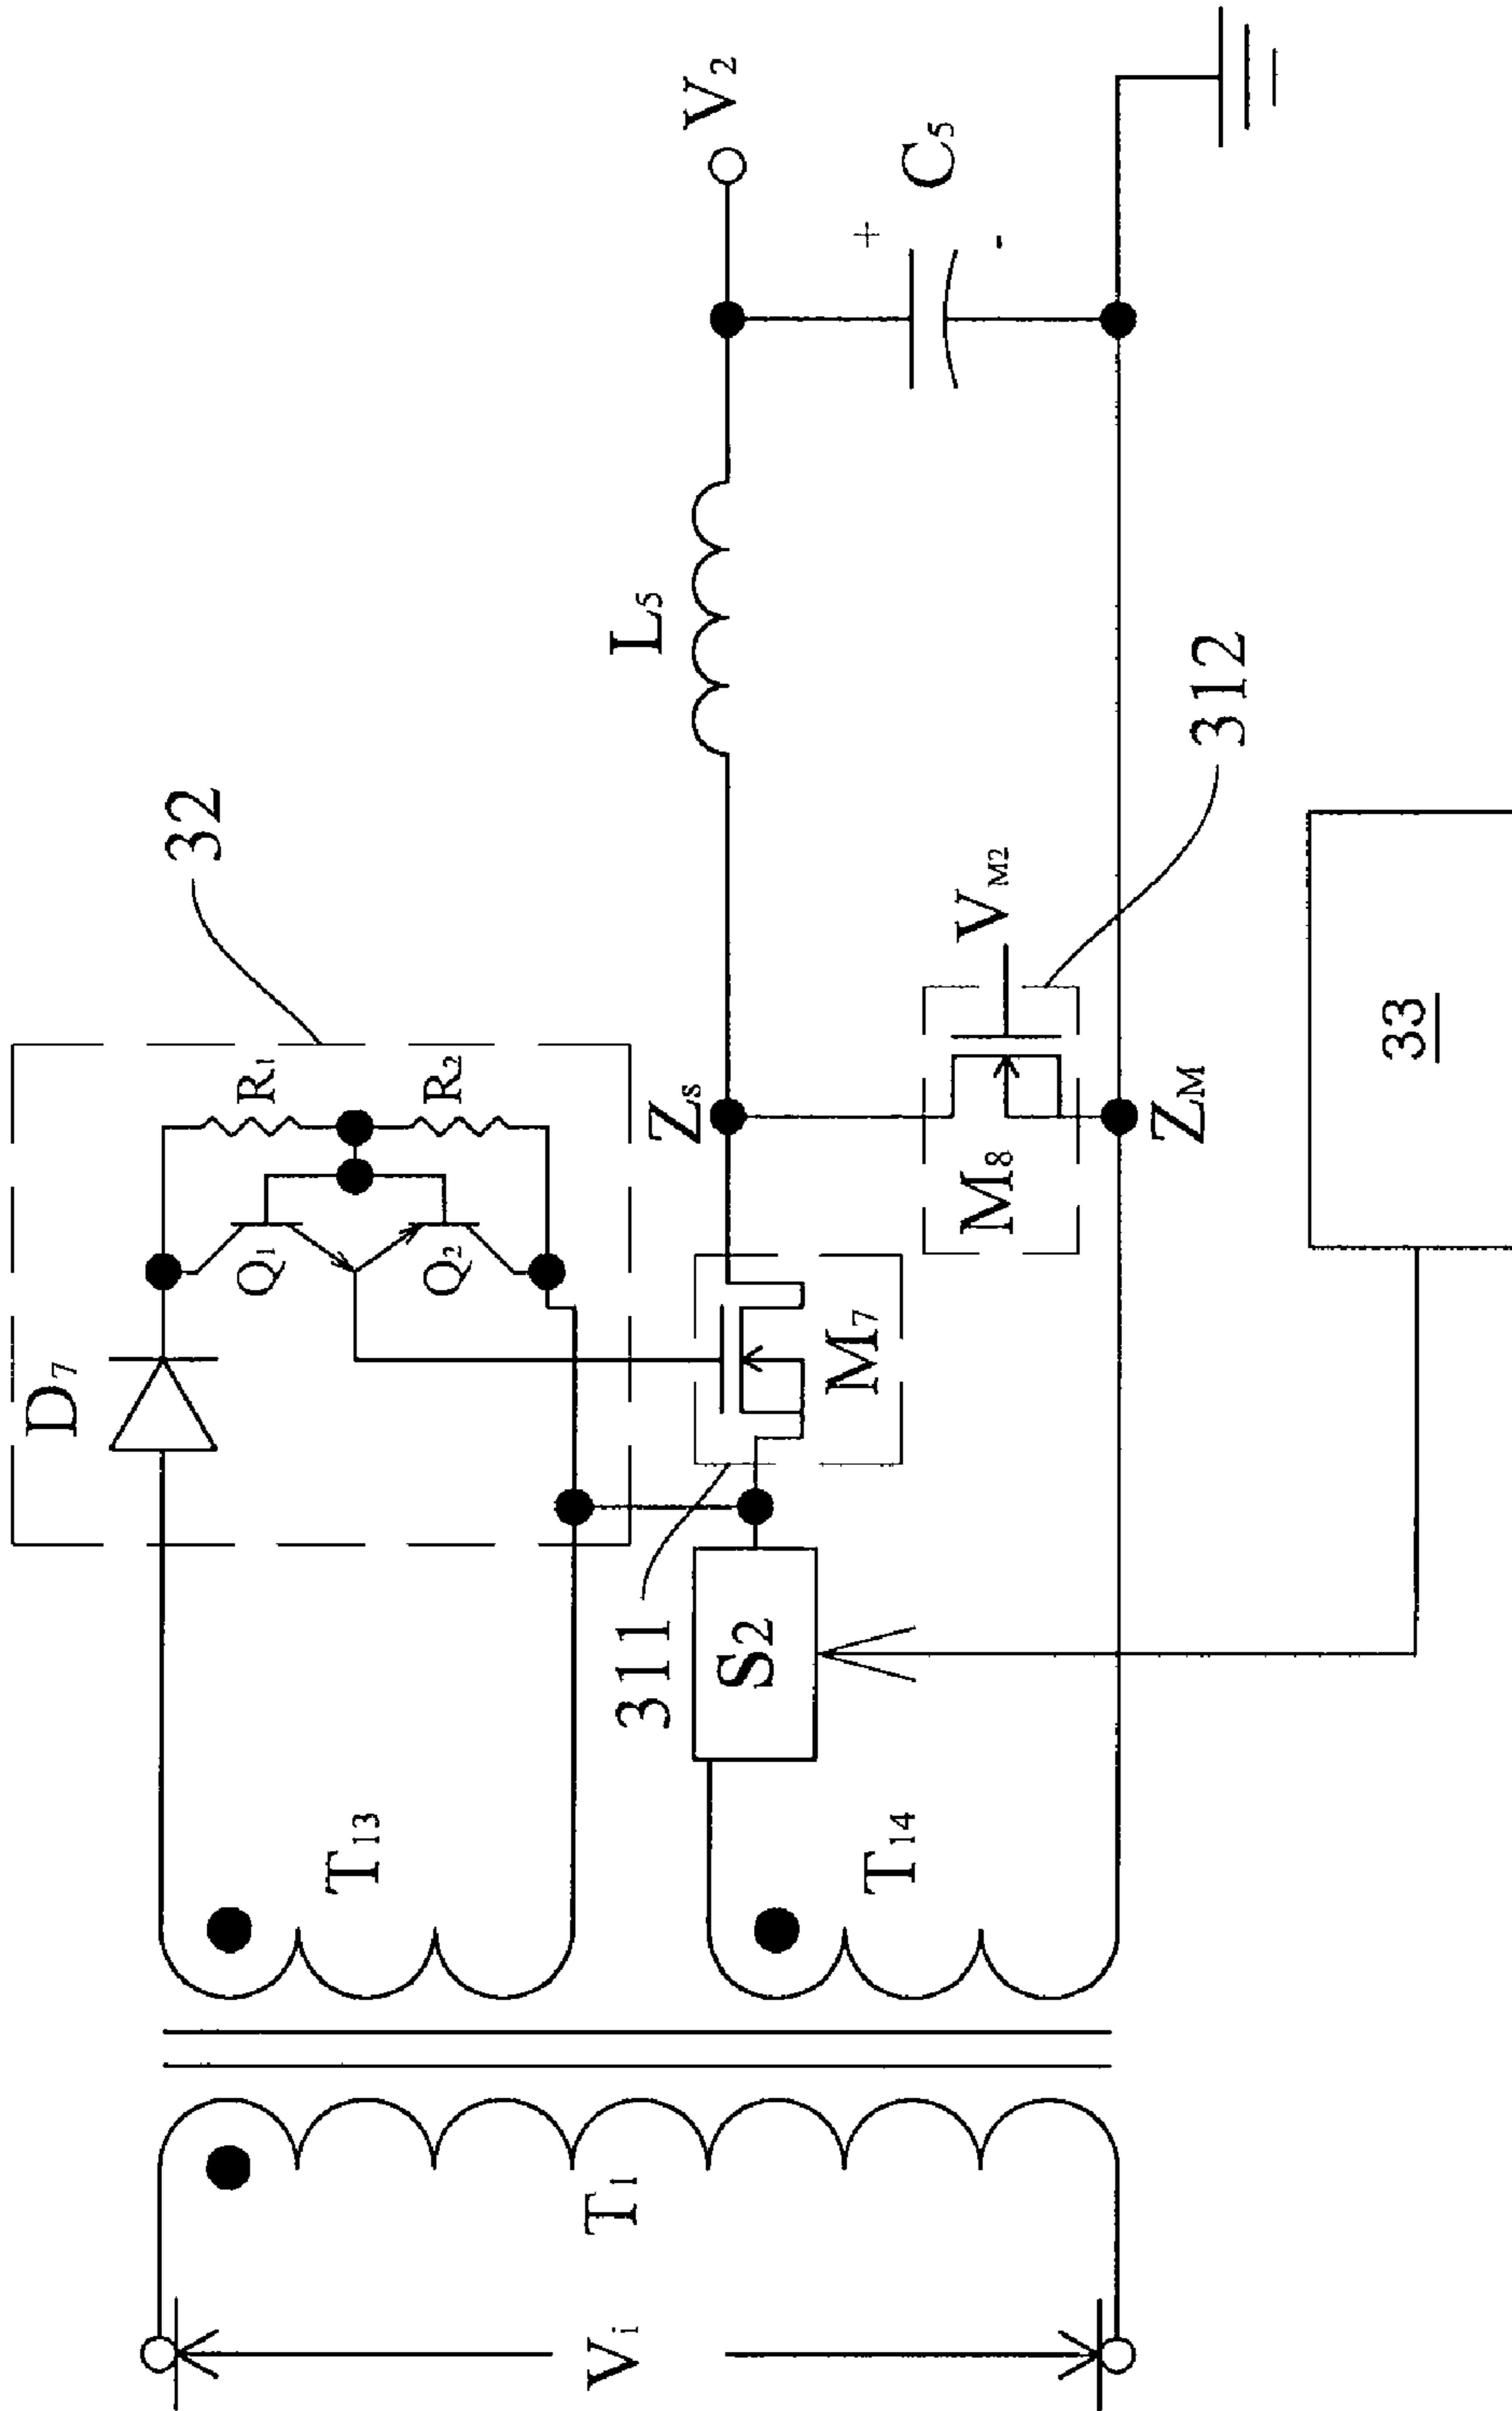 32
D7
R1
R2
Q1
Q2
V2
L5
C5
+
-
Zs
T13
311
S2
M7
M8
VM2
312
ZM
T14
T1
Vi
33